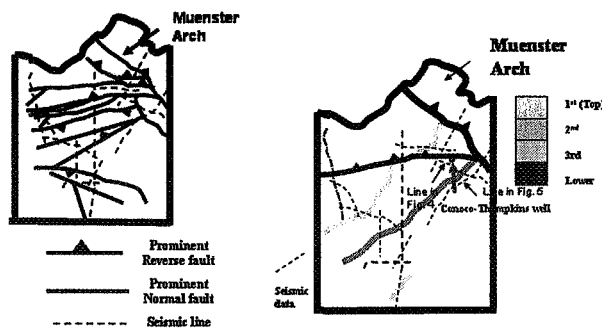 Muenster
Arch
Prominent
Reverse fault
Prominent
Normal fault
Seismic line
Muenster
Arch
1st (Top)
2nd
3rd
Lower
Line in
Fig. 4
Line in Fig. 6
Conoco-Thompkins well
Seismic
data